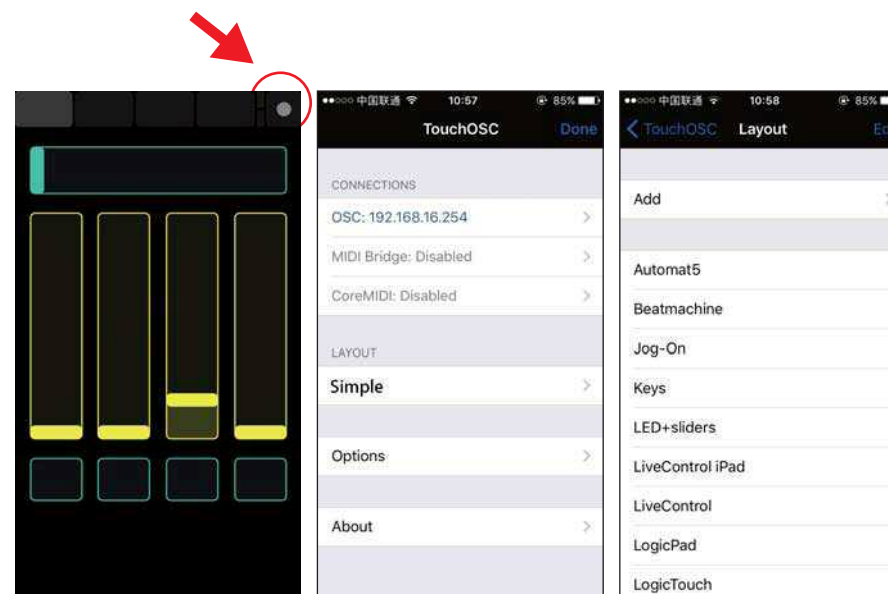 中国联通 10:57 85%
TouchOSC Done
CONNECTIONS
OSC: 192.168.16.254
MIDI Bridge: Disabled
CoreMIDI: Disabled
LAYOUT
Simple
Options
About
中国联通 10:58 85%
TouchOSC Layout
Add
Automat5
Beatmachine
Jog-On
Keys
LED+sliders
LiveControl iPad
LiveControl
LogicPad
LogicTouch